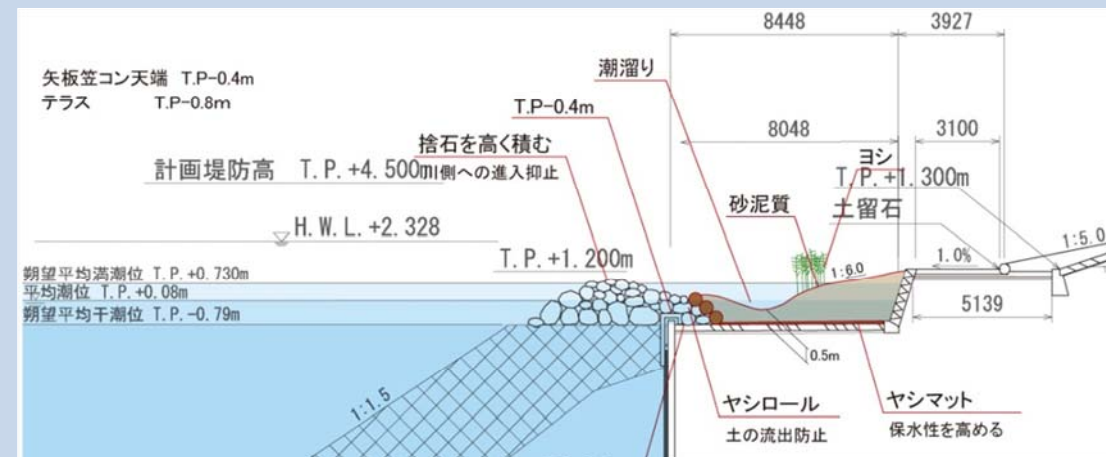 8448
3927
矢板笠コン天端 T.P-0.4m
テラス T.P-0.8m
潮溜り
T.P-0.4m
捨石を高く積む
川側への進入抑止
8048
3100
計画堤防高 T.P.+4.500m
ヨシ
T.P.+1.300m
土留石
砂泥質
H.W.L.+2.328
T.P.+1.200m
1:5.0
1.0%
1:6.0
朔望平均満潮位 T.P.+0.730m
平均潮位 T.P.+0.08m
朔望平均干潮位 T.P.-0.79m
5139
0.5m
1:1.5
ヤシロール
土の流出防止
ヤシマット
保水性を高める